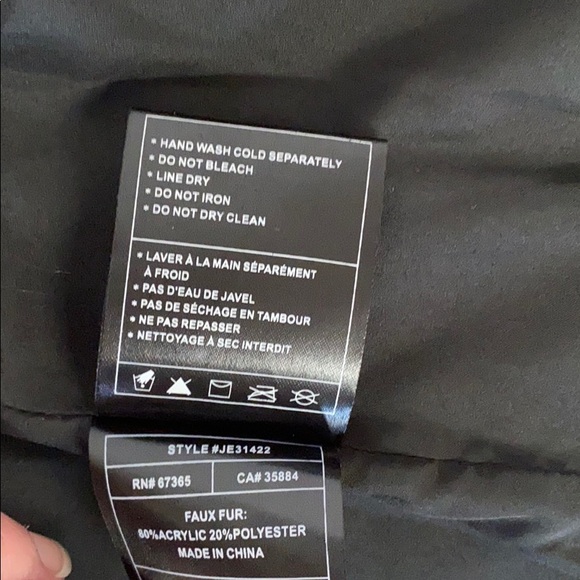 * HAND WASH COLD SEPARATELY
* DO NOT BLEACH
* LINE DRY
* DO NOT IRON
* DO NOT DRY CLEAN
* LAVER À LA MAIN SÉPARÉMENT
À FROID
* PAS D'EAU DE JAVEL
* PAS DE SÉCHAGE EN TAMBOUR
* NE PAS REPASSER
* NETTOYAGE À SEC INTERDIT
STYLE #JE31422
RN# 67365 CA# 35884
FAUX FUR:
80%ACRYLIC 20%POLYESTER
MADE IN CHINA